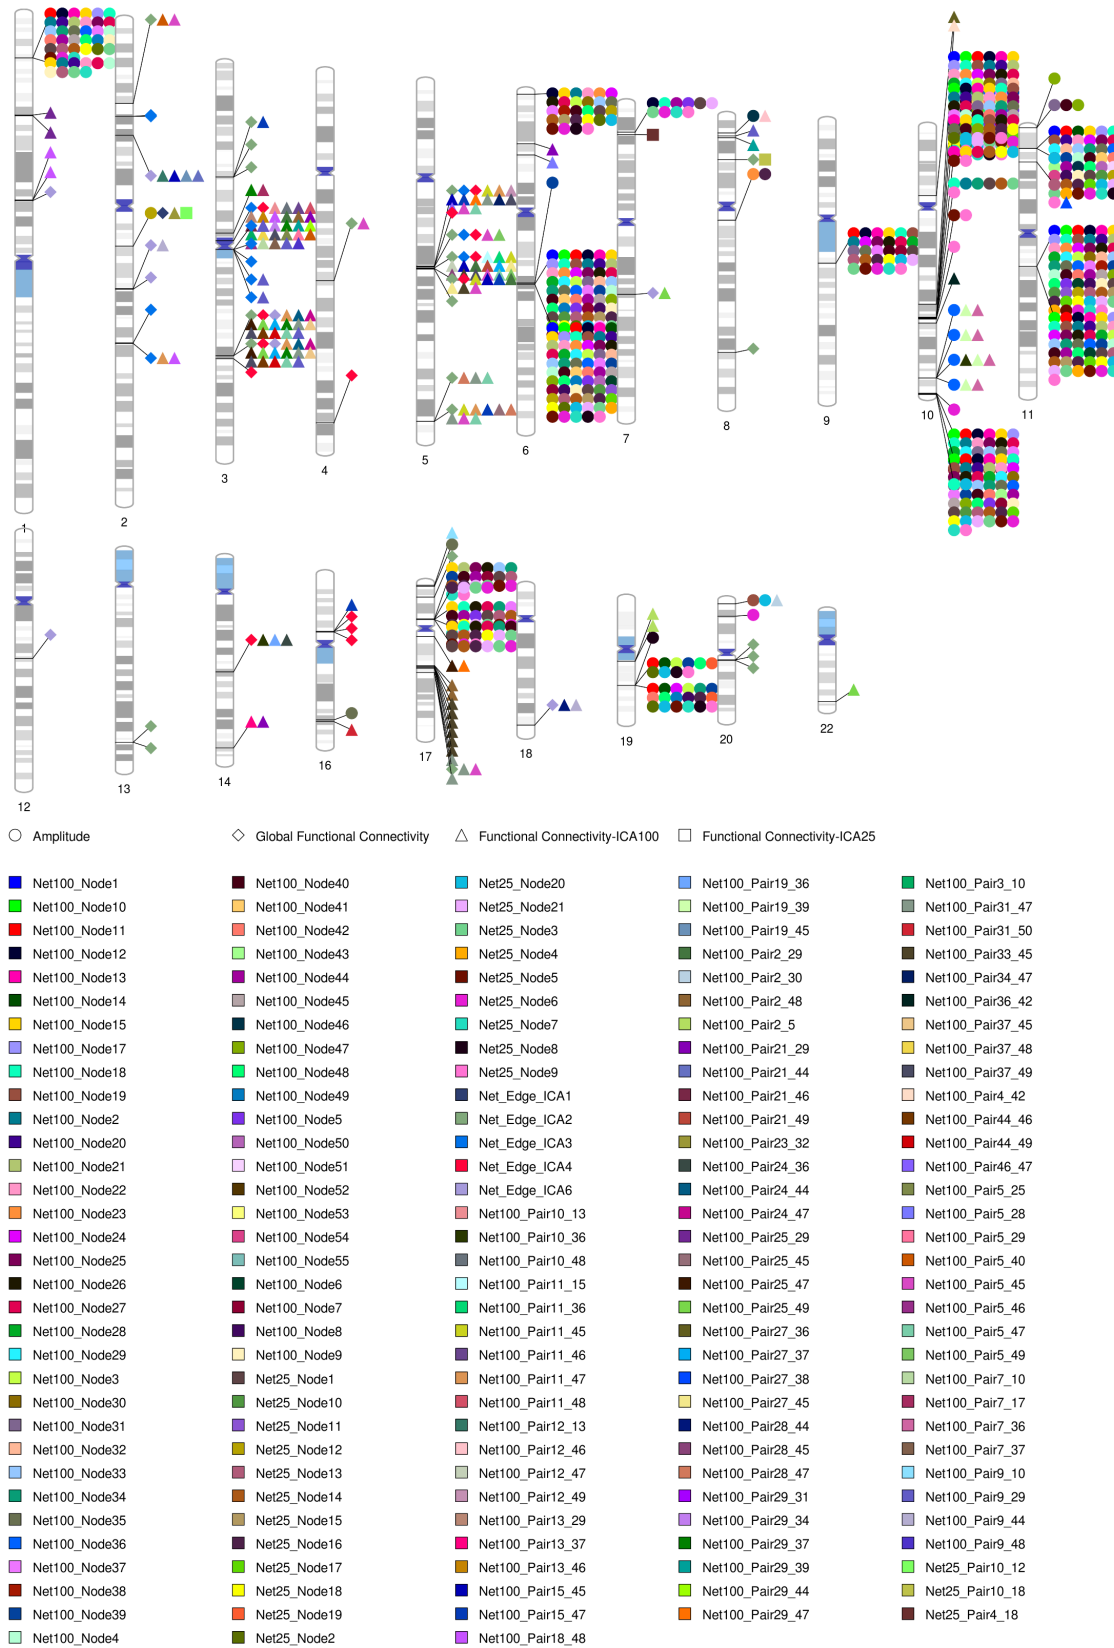 1
2
3
4
5
6
7
8
9
10
11
12
13
14
16
17
18
19
20
22
Amplitude
Global Functional Connectivity
Functional Connectivity-ICA100
Functional Connectivity-ICA25
Net100_Node1
Net100_Node10
Net100_Node11
Net100_Node12
Net100_Node13
Net100_Node14
Net100_Node15
Net100_Node17
Net100_Node18
Net100_Node19
Net100_Node2
Net100_Node20
Net100_Node21
Net100_Node22
Net100_Node23
Net100_Node24
Net100_Node25
Net100_Node26
Net100_Node27
Net100_Node28
Net100_Node29
Net100_Node3
Net100_Node30
Net100_Node31
Net100_Node32
Net100_Node33
Net100_Node34
Net100_Node35
Net100_Node36
Net100_Node37
Net100_Node38
Net100_Node39
Net100_Node4
Net100_Node40
Net100_Node41
Net100_Node42
Net100_Node43
Net100_Node44
Net100_Node45
Net100_Node46
Net100_Node47
Net100_Node48
Net100_Node49
Net100_Node5
Net100_Node50
Net100_Node51
Net100_Node52
Net100_Node53
Net100_Node54
Net100_Node55
Net100_Node6
Net100_Node7
Net100_Node8
Net100_Node9
Net25_Node1
Net25_Node10
Net25_Node11
Net25_Node12
Net25_Node13
Net25_Node14
Net25_Node15
Net25_Node16
Net25_Node17
Net25_Node18
Net25_Node19
Net25_Node2
Net25_Node20
Net25_Node21
Net25_Node3
Net25_Node4
Net25_Node5
Net25_Node6
Net25_Node7
Net25_Node8
Net25_Node9
Net_Edge_ICA1
Net_Edge_ICA2
Net_Edge_ICA3
Net_Edge_ICA4
Net_Edge_ICA6
Net100_Pair10_13
Net100_Pair10_36
Net100_Pair10_48
Net100_Pair11_15
Net100_Pair11_36
Net100_Pair11_45
Net100_Pair11_46
Net100_Pair11_47
Net100_Pair11_48
Net100_Pair12_13
Net100_Pair12_46
Net100_Pair12_47
Net100_Pair12_49
Net100_Pair13_29
Net100_Pair13_37
Net100_Pair13_46
Net100_Pair15_45
Net100_Pair15_47
Net100_Pair18_48
Net100_Pair19_36
Net100_Pair19_39
Net100_Pair19_45
Net100_Pair2_29
Net100_Pair2_30
Net100_Pair2_48
Net100_Pair2_5
Net100_Pair21_29
Net100_Pair21_44
Net100_Pair21_46
Net100_Pair21_49
Net100_Pair23_32
Net100_Pair24_36
Net100_Pair24_44
Net100_Pair24_47
Net100_Pair25_29
Net100_Pair25_45
Net100_Pair25_47
Net100_Pair25_49
Net100_Pair27_36
Net100_Pair27_37
Net100_Pair27_38
Net100_Pair27_45
Net100_Pair28_44
Net100_Pair28_45
Net100_Pair28_47
Net100_Pair29_31
Net100_Pair29_34
Net100_Pair29_37
Net100_Pair29_39
Net100_Pair29_44
Net100_Pair29_47
Net100_Pair3_10
Net100_Pair31_47
Net100_Pair31_50
Net100_Pair33_45
Net100_Pair34_47
Net100_Pair36_42
Net100_Pair37_45
Net100_Pair37_48
Net100_Pair37_49
Net100_Pair4_42
Net100_Pair44_46
Net100_Pair44_49
Net100_Pair46_47
Net100_Pair5_25
Net100_Pair5_28
Net100_Pair5_29
Net100_Pair5_40
Net100_Pair5_45
Net100_Pair5_46
Net100_Pair5_47
Net100_Pair5_49
Net100_Pair7_10
Net100_Pair7_17
Net100_Pair7_36
Net100_Pair7_37
Net100_Pair9_10
Net100_Pair9_29
Net100_Pair9_44
Net100_Pair9_48
Net25_Pair10_12
Net25_Pair10_18
Net25_Pair4_18